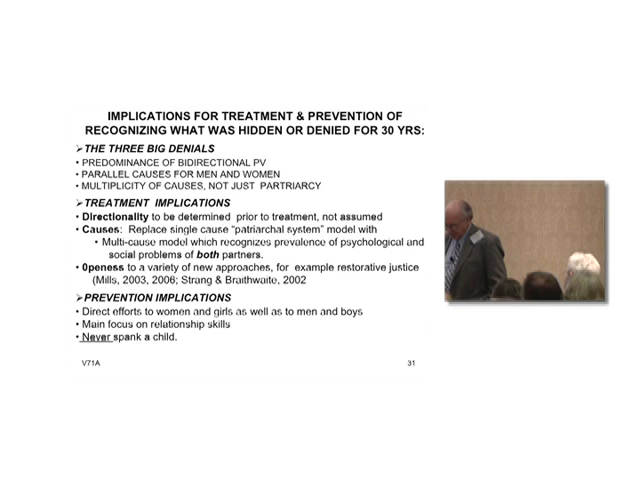 IMPLICATIONS FOR TREATMENT & PREVENTION OF
RECOGNIZING WHAT WAS HIDDEN OR DENIED FOR 30 YRS:
➢THE THREE BIG DENIALS
• PREDOMINANCE OF BIDIRECTIONAL PV
• PARALLEL CAUSES FOR MEN AND WOMEN
• MULTIPLICITY OF CAUSES, NOT JUST PARTRIARCY
➢TREATMENT IMPLICATIONS
• Directionality to be determined prior to treatment, not assumed
• Causes: Replace single cause "patriarchal system" model with
• Multi-cause model which recognizes prevalence of psychological and
social problems of both partners.
• 0peness to a variety of new approaches, for example restorative justice
(Mills, 2003, 2006; Strang & Braithwaite, 2002
➢PREVENTION IMPLICATIONS
• Direct efforts to women and girls as well as to men and boys
• Main focus on relationship skills
• Never spank a child.
V71A
31